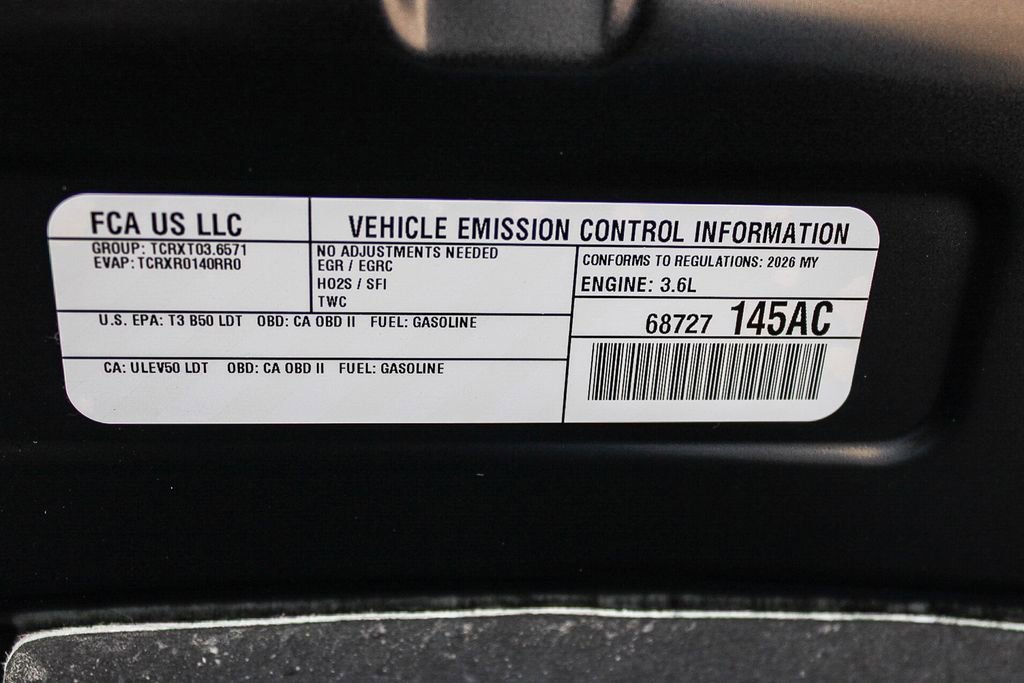 FCA US LLC
VEHICLE EMISSION CONTROL INFORMATION
GROUP: TCRXT03.6571
EVAP: TCRXR0140RR0
NO ADJUSTMENTS NEEDED
EGR / EGRC
HO2S / SFI
TWC
CONFORMS TO REGULATIONS: 2026 MY
ENGINE: 3.6L
U.S. EPA: T3 B50 LDT OBD: CA OBD II FUEL: GASOLINE
68727 145AC
CA: ULEV50 LDT OBD: CA OBD II FUEL: GASOLINE